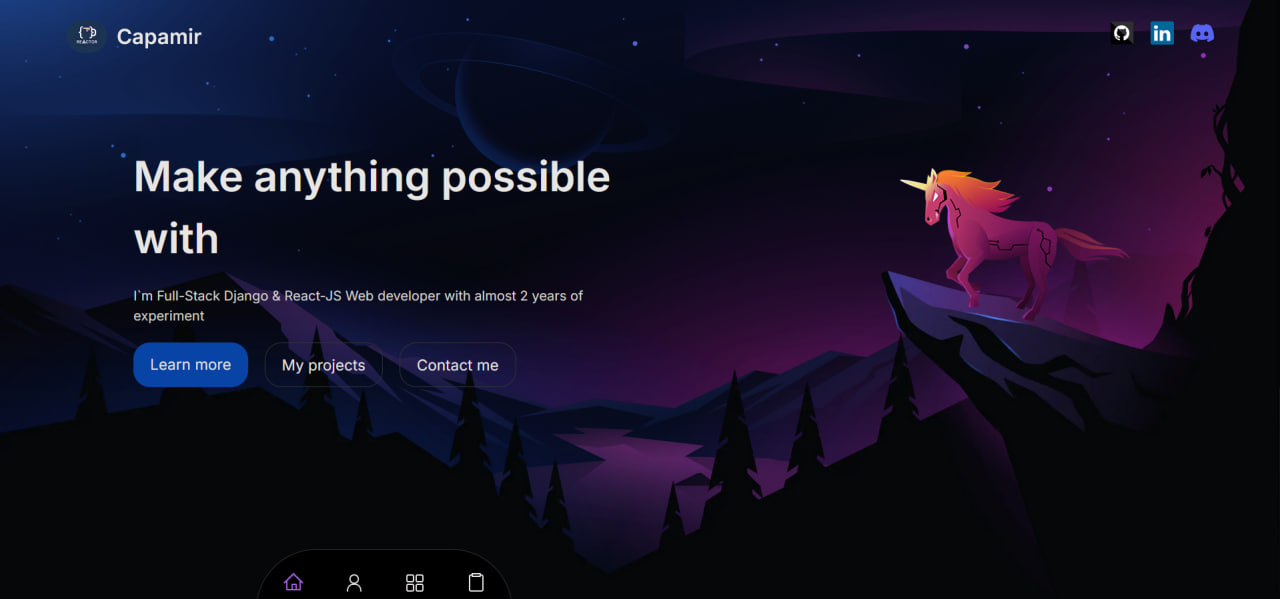 REACTOR
Capamir
in
Make anything possible
with
I`m Full-Stack Django & React-JS Web developer with almost 2 years of
experiment
Learn more
My projects
Contact me